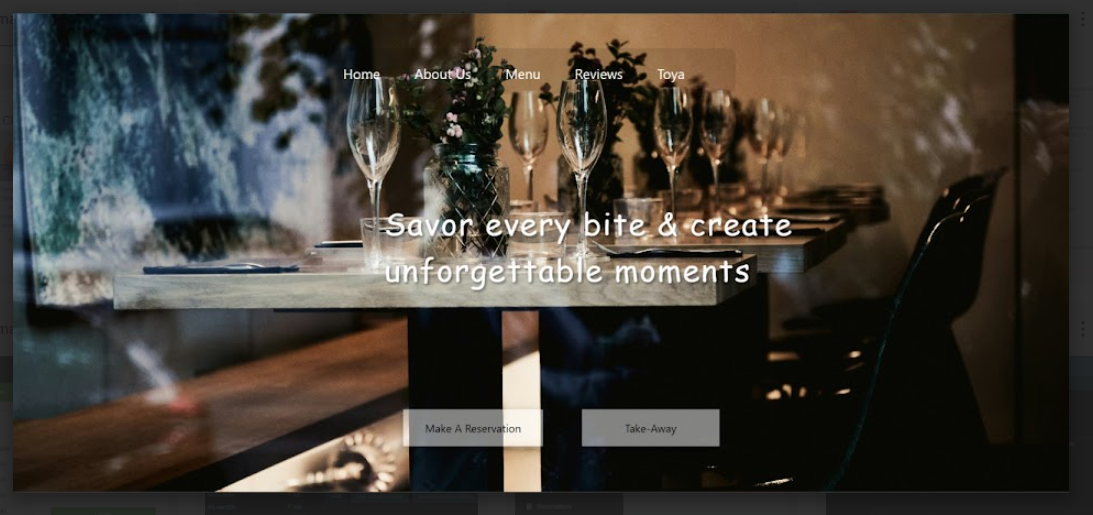 Home About Us Menu Reviews Toya
Savor every bite & create
unforgettable moments
Make A Reservation Take-Away